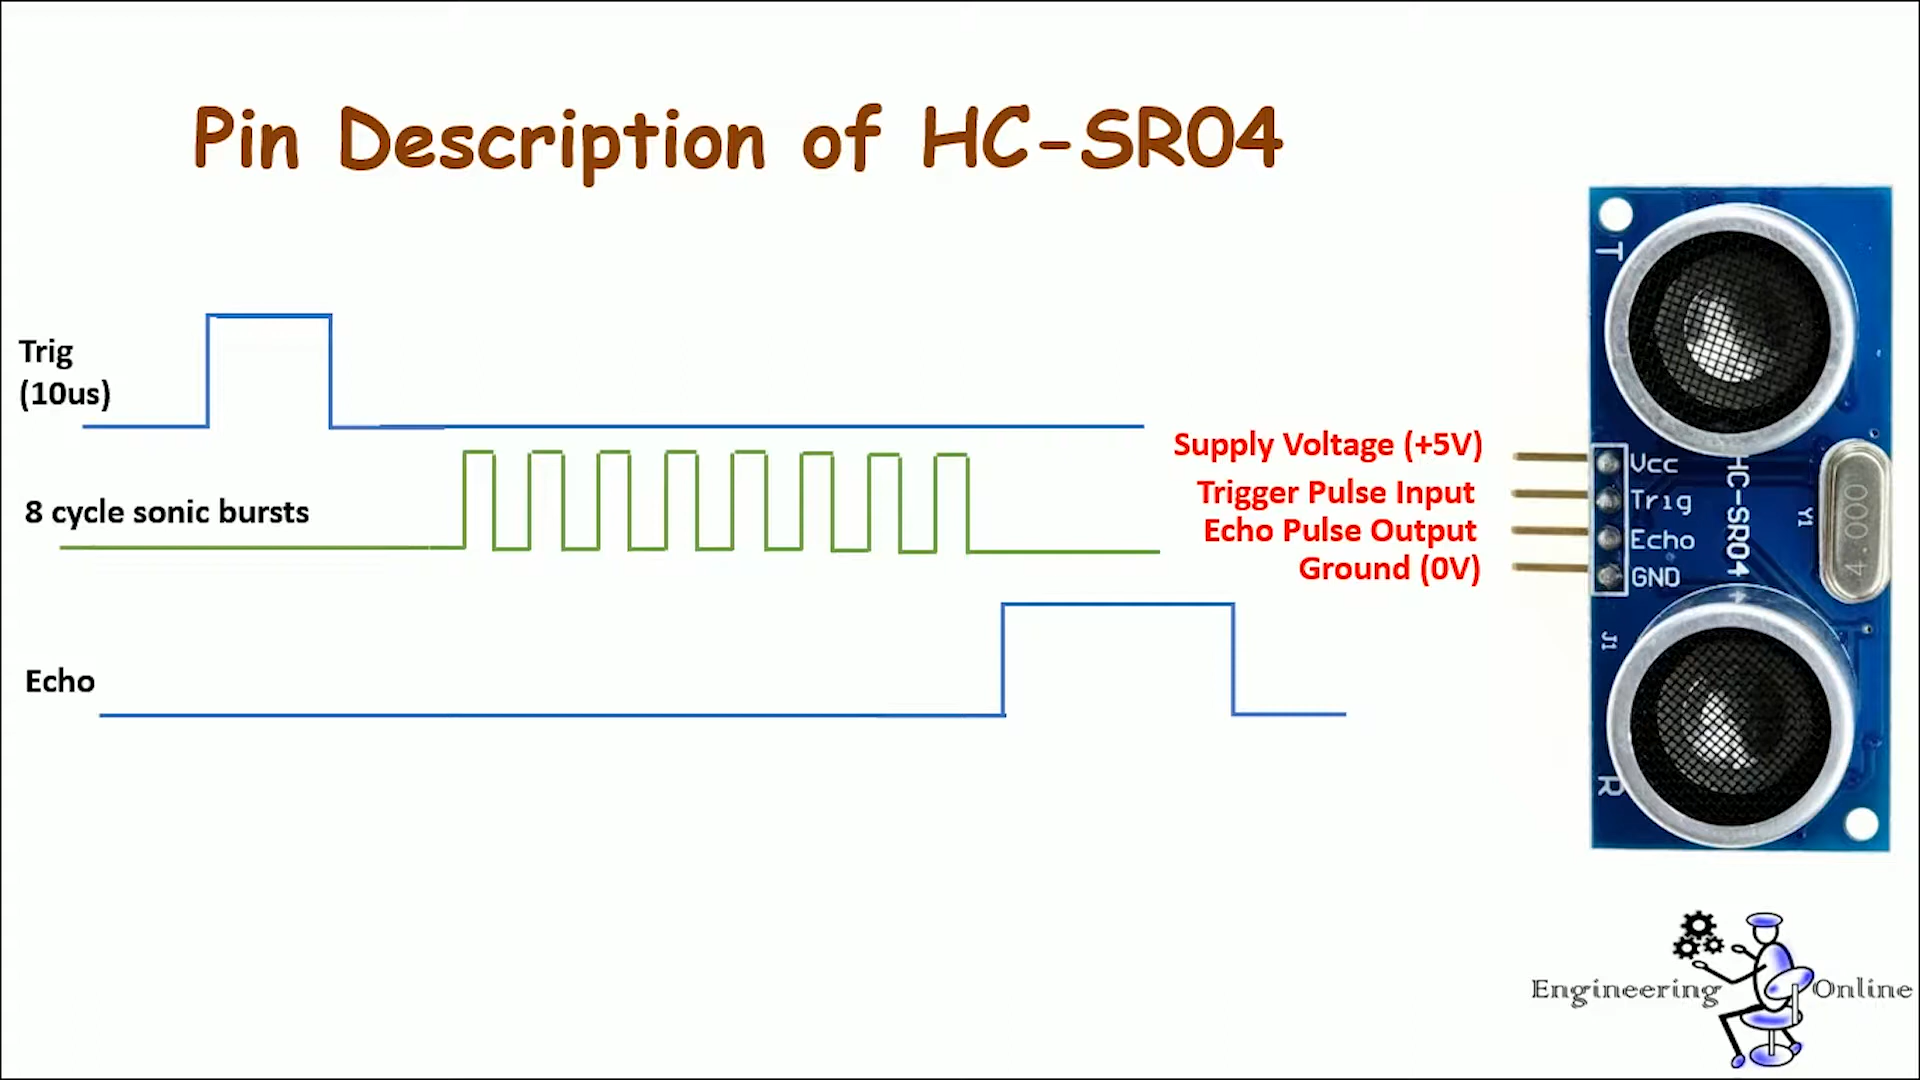 Pin Description of HC-SR04
Trig
(10us)
8 cycle sonic bursts
Echo
Supply Voltage (+5V)
Trigger Pulse Input
Echo Pulse Output
Ground (0V)
T
Vcc
Trig
Echo
GND
HC-SR04
Y1
4.000
J1
R
Engineering Online